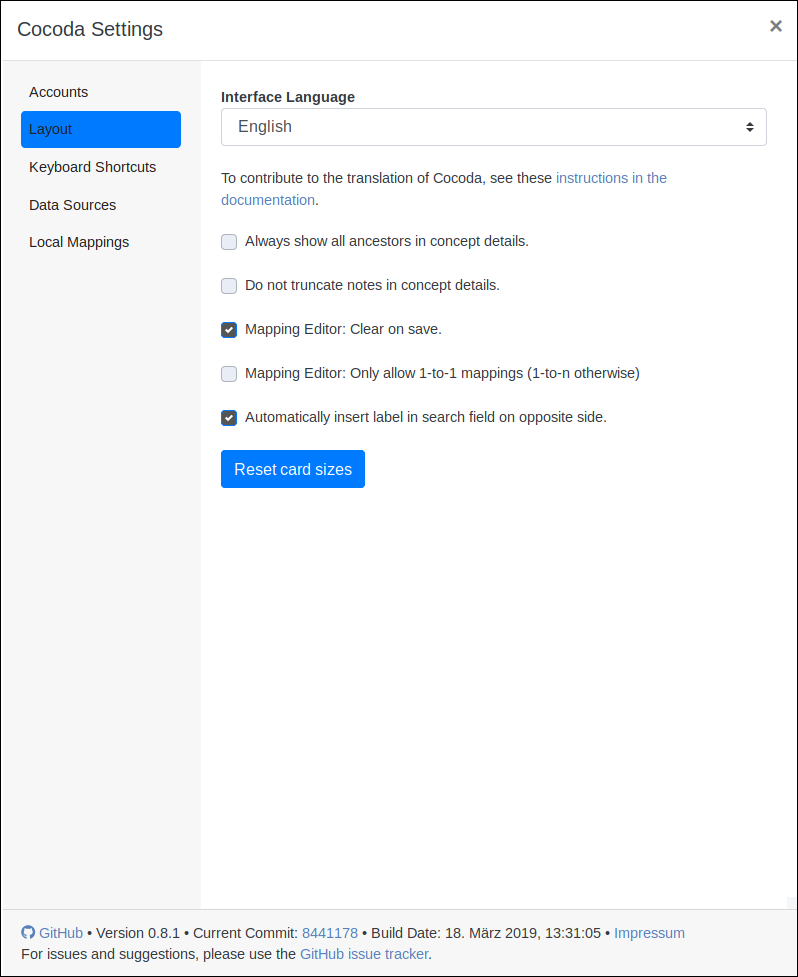 Cocoda Settings ×
Accounts
Layout
Keyboard Shortcuts
Data Sources
Local Mappings
Interface Language
English
To contribute to the translation of Cocoda, see these instructions in the
documentation.
Always show all ancestors in concept details.
Do not truncate notes in concept details.
Mapping Editor: Clear on save.
Mapping Editor: Only allow 1-to-1 mappings (1-to-n otherwise)
Automatically insert label in search field on opposite side.
Reset card sizes
GitHub • Version 0.8.1 • Current Commit: 8441178 • Build Date: 18. März 2019, 13:31:05 • Impressum
For issues and suggestions, please use the GitHub issue tracker.